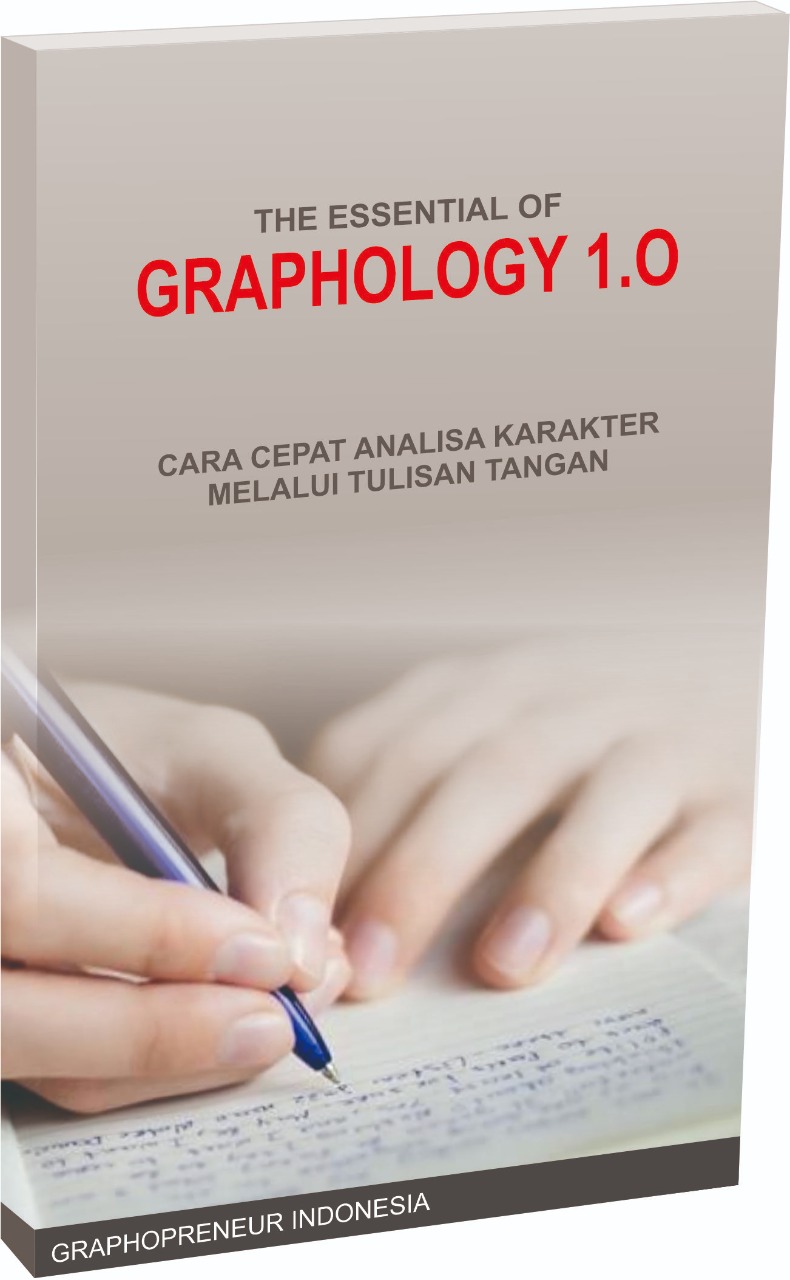 THE ESSENTIAL OF
GRAPHOLOGY 1.O
CARA CEPAT ANALISA KARAKTER
MELALUI TULISAN TANGAN
GRAPHOPRENEUR INDONESIA